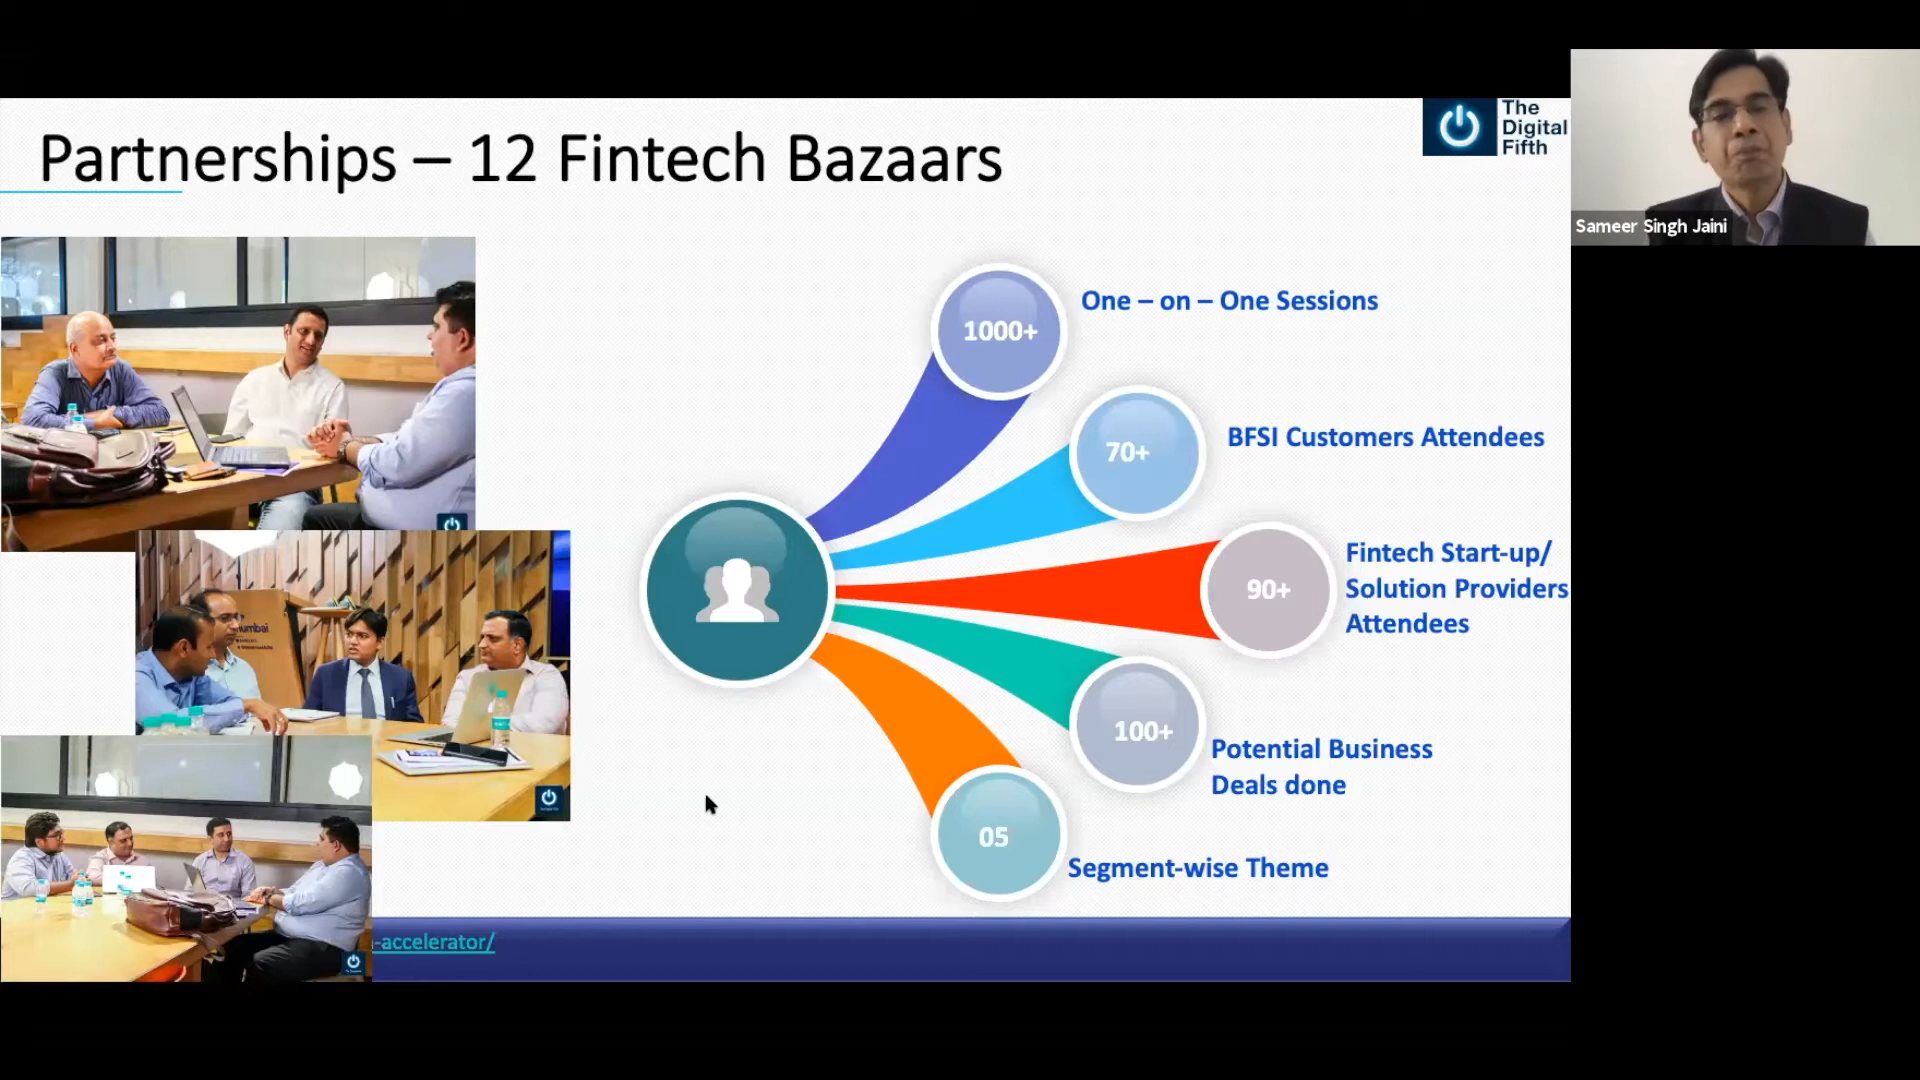 Partnerships – 12 Fintech Bazaars
The
Digital
Fifth
Sameer Singh Jaini
1000+
One – on – One Sessions
70+
BFSI Customers Attendees
90+
Fintech Start-up/
Solution Providers
Attendees
100+
Potential Business
Deals done
05
Segment-wise Theme
-accelerator/